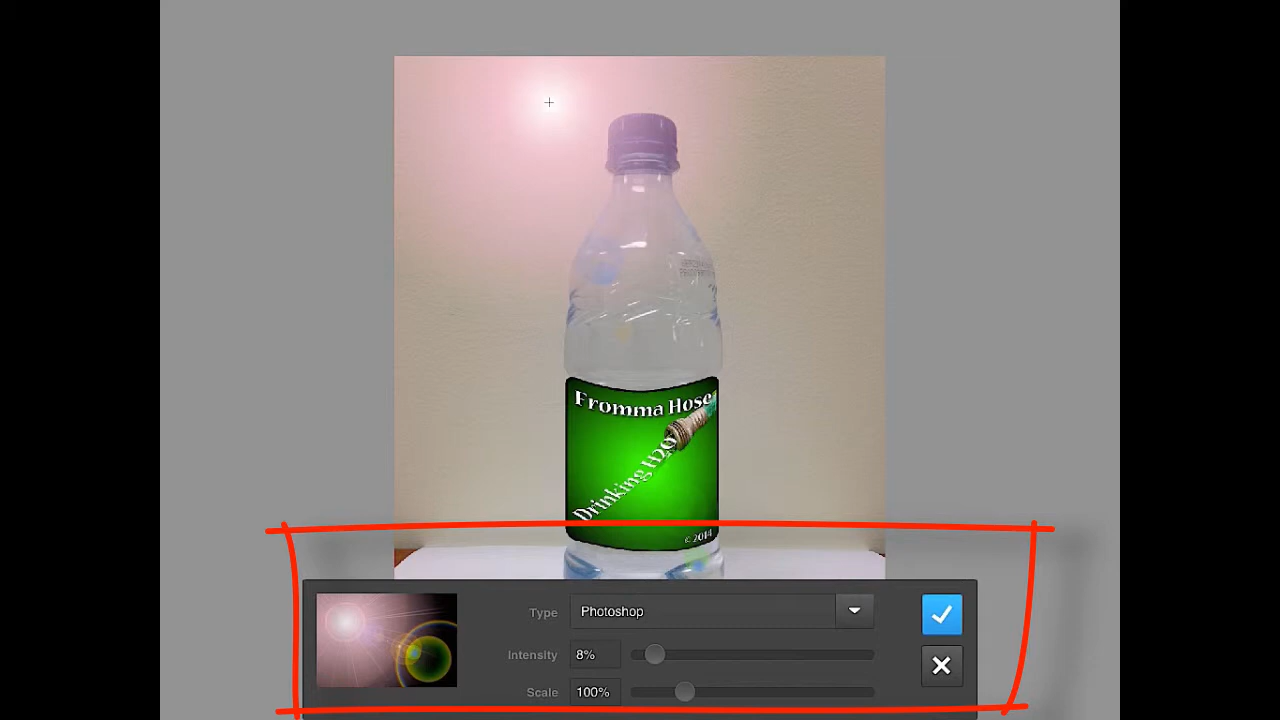 Fromma Hose
Drinking H2O
© 2014
Type
Photoshop
Intensity
8%
Scale
100%